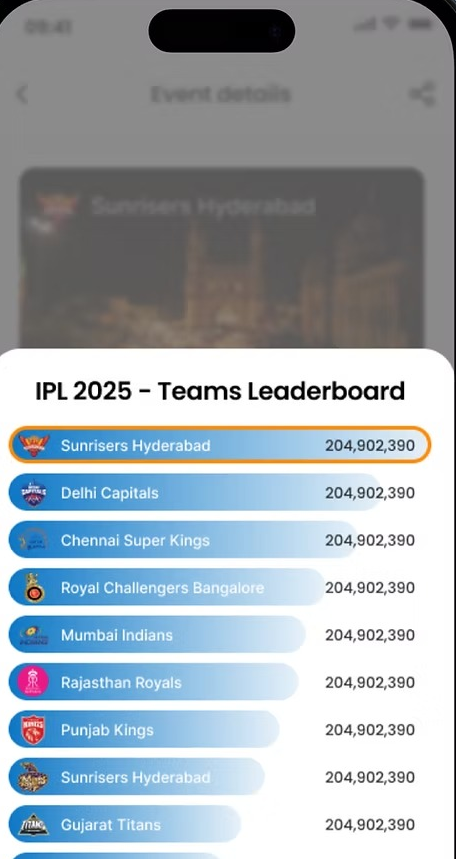 09:41
Event details
Sunrisers Hyderabad
IPL 2025 - Teams Leaderboard
Sunrisers Hyderabad 204,902,390
Delhi Capitals 204,902,390
Chennai Super Kings 204,902,390
Royal Challengers Bangalore 204,902,390
Mumbai Indians 204,902,390
Rajasthan Royals 204,902,390
Punjab Kings 204,902,390
Sunrisers Hyderabad 204,902,390
Gujarat Titans 204,902,390